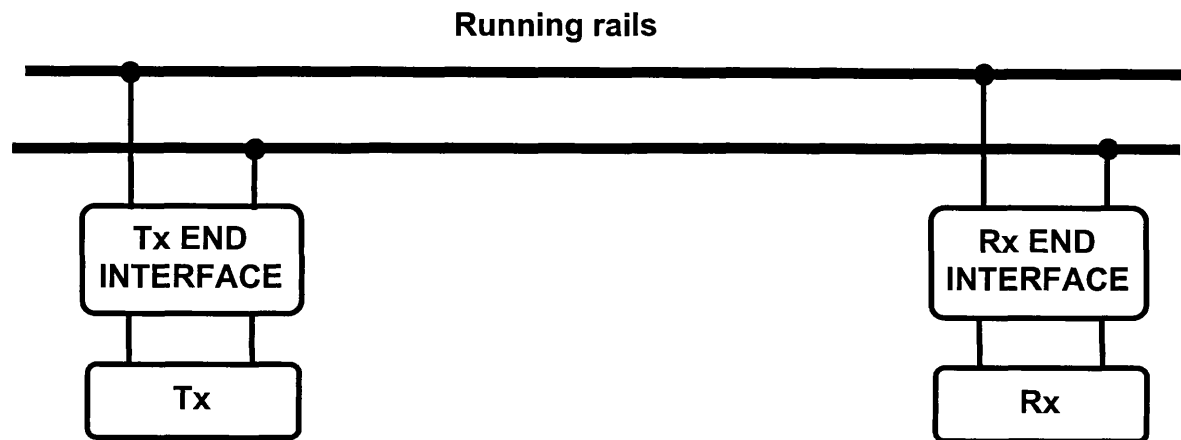 Running rails
Tx END
INTERFACE
Rx END
INTERFACE
Tx
Rx